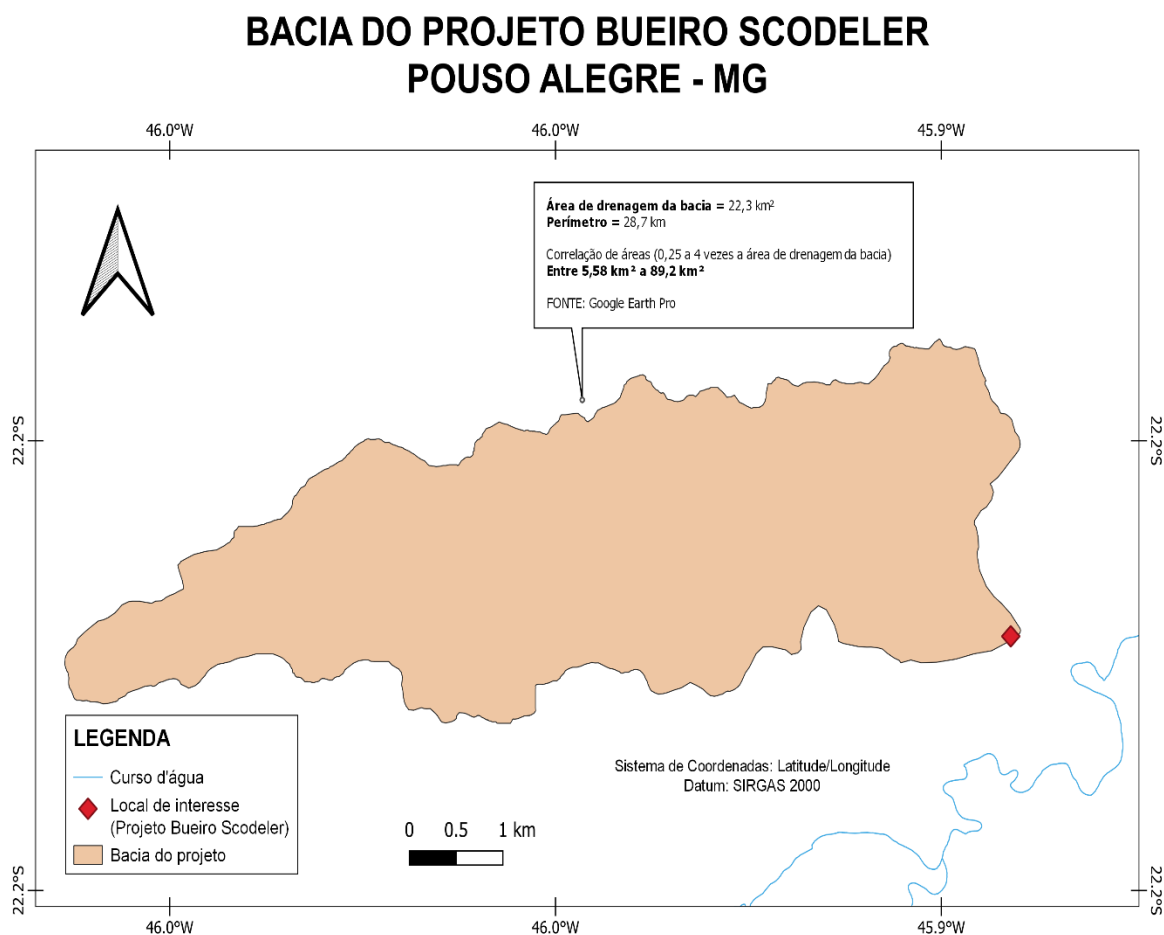 BACIA DO PROJETO BUEIRO SCODELER
POUSO ALEGRE - MG
46.0°W
46.0°W
45.9°W
Área de drenagem da bacia = 22,3 km²
Perímetro = 28,7 km
Correlação de áreas (0,25 a 4 vezes a área de drenagem da bacia)
Entre 5,58 km² a 89,2 km²
FONTE: Google Earth Pro
22.2°S
22.2°S
LEGENDA
Curso d'água
Local de interesse
(Projeto Bueiro Scodeler)
Bacia do projeto
0 0.5 1 km
Sistema de Coordenadas: Latitude/Longitude
Datum: SIRGAS 2000
22.2°S
22.2°S
46.0°W
46.0°W
45.9°W